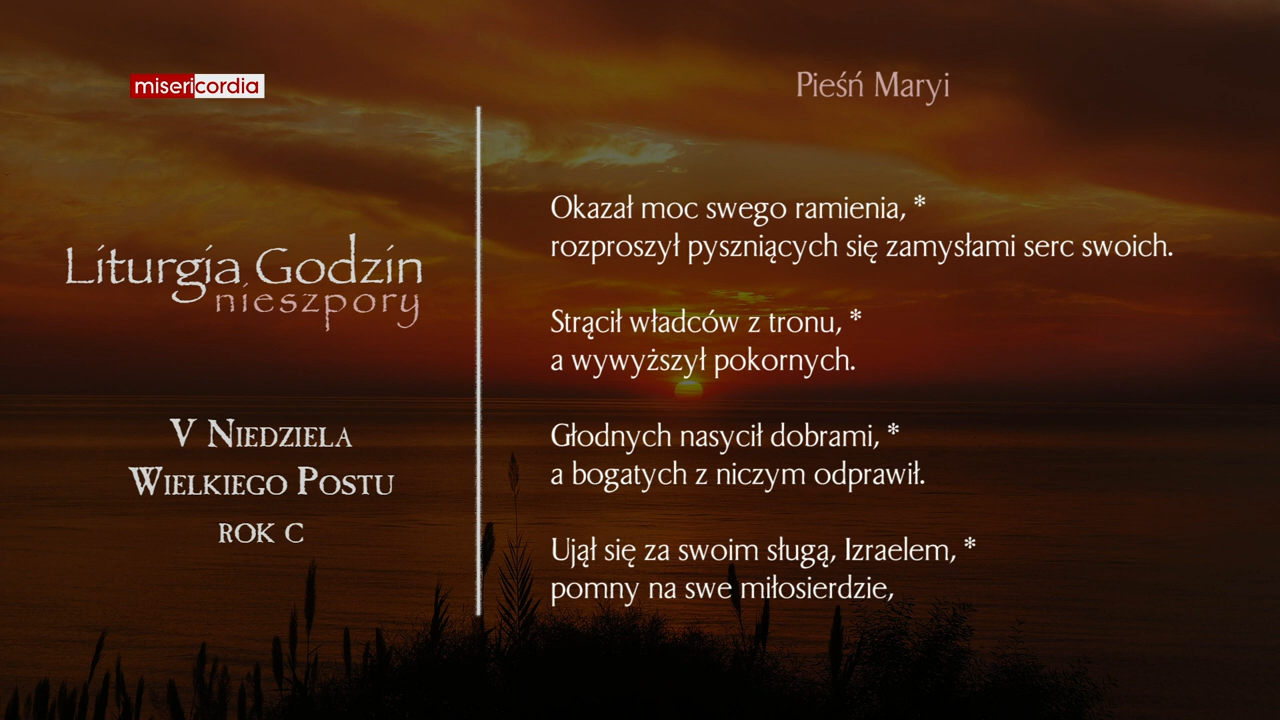 misericordia
Liturgia Godzin
nieszpory
V Niedziela
Wielkiego Postu
rok C
Pieśń Maryi
Okazał moc swego ramienia, *
rozproszył pyszniących się zamysłami serc swoich.
Strącił władców z tronu, *
a wywyższył pokornych.
Głodnych nasycił dobrami, *
a bogatych z niczym odprawił.
Ujął się za swoim sługą, Izraelem, *
pomny na swe miłosierdzie,